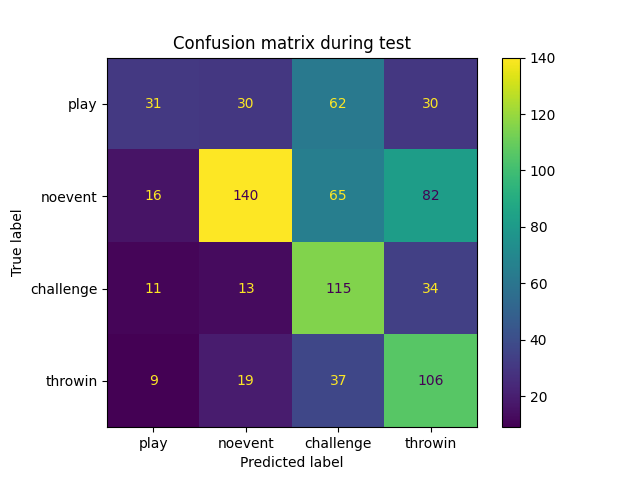 Confusion matrix during test
play 31 30 62 30
noevent 16 140 65 82
challenge 11 13 115 34
throwin 9 19 37 106
play noevent challenge throwin
Predicted label
True label
140
120
100
80
60
40
20